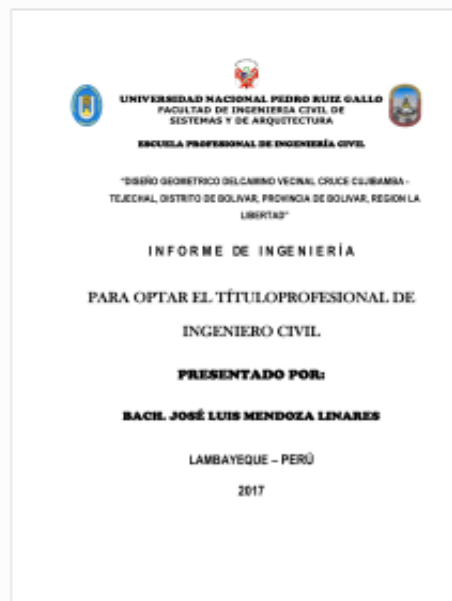 UNIVERSIDAD NACIONAL PEDRO RUIZ GALLO
FACULTAD DE INGENIERIA CIVIL DE
SISTEMAS Y DE ARQUITECTURA
ESCUELA PROFESIONAL DE INGENIERÍA CIVIL
"DISEÑO GEOMETRICO DELCAMINO VECINAL CRUCE CUJIBAMBA -
TEJECHAL, DISTRITO DE BOLIVAR, PROVINCIA DE BOLIVAR, REGION LA
LIBERTAD"
INFORME DE INGENIERÍA
PARA OPTAR EL TÍTULOPROFESIONAL DE
INGENIERO CIVIL
PRESENTADO POR:
BACH. JOSÉ LUIS MENDOZA LINARES
LAMBAYEQUE – PERÚ
2017